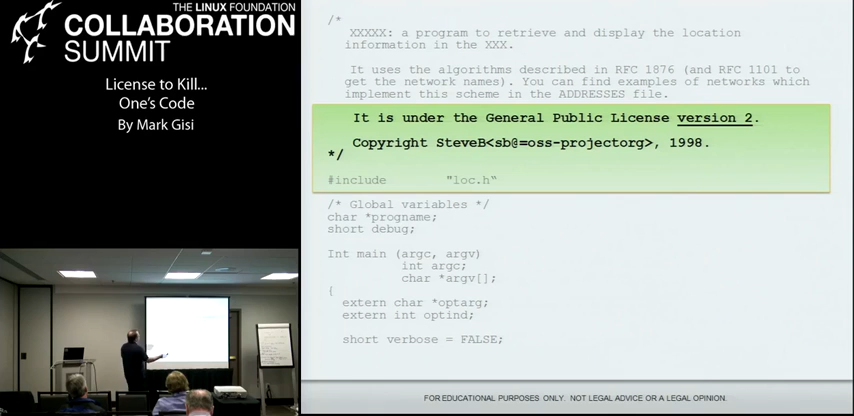 THE LINUX FOUNDATION
COLLABORATION
SUMMIT
License to Kill...
One's Code
By Mark Gisi
/*
XXXXX: a program to retrieve and display the location
information in the XXX.
It uses the algorithms described in RFC 1876 (and RFC 1101 to
get the network names). You can find examples of networks which
implement this scheme in the ADDRESSES file.
It is under the General Public License version 2.
Copyright SteveB<sb@=oss-projectorg>, 1998.
*/
#include "loc.h"
/* Global variables */
char *progname;
short debug;
Int main (argc, argv)
int argc;
char *argv[];
{
extern char *optarg;
extern int optind;
short verbose = FALSE;
FOR EDUCATIONAL PURPOSES ONLY. NOT LEGAL ADVICE OR A LEGAL OPINION.